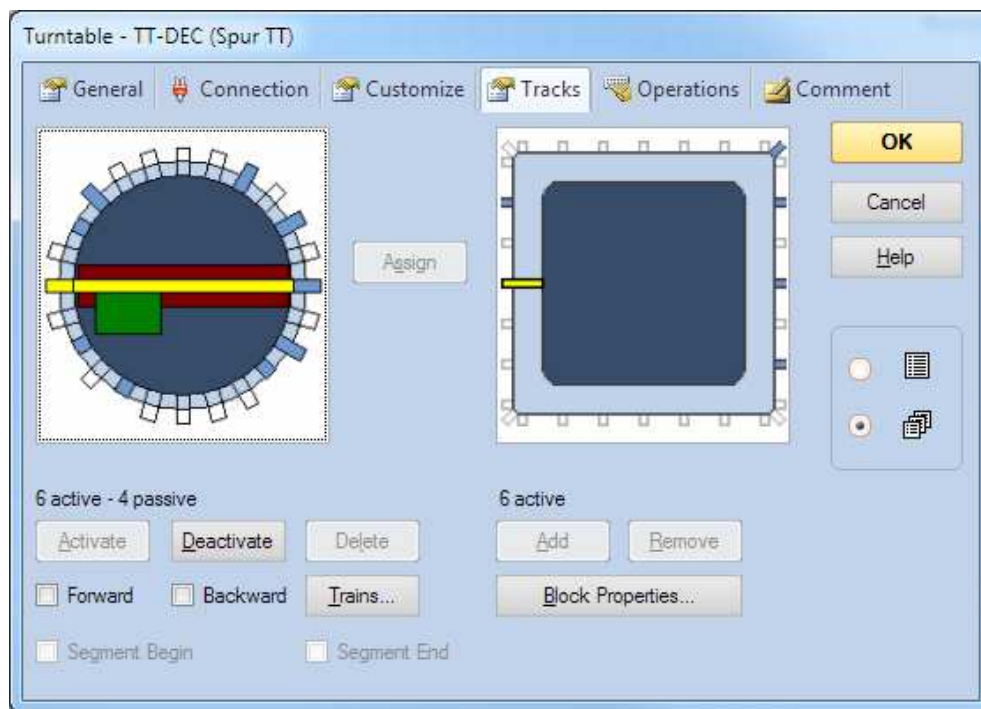 Turntable - TT-DEC (Spur TT)
General Connection Customize Tracks Operations Comment
OK
Assign
Cancel
Help
6 active - 4 passive 6 active
Activate Deactivate Delete Add Remove
Forward Backward Trains... Block Properties...
Segment Begin Segment End